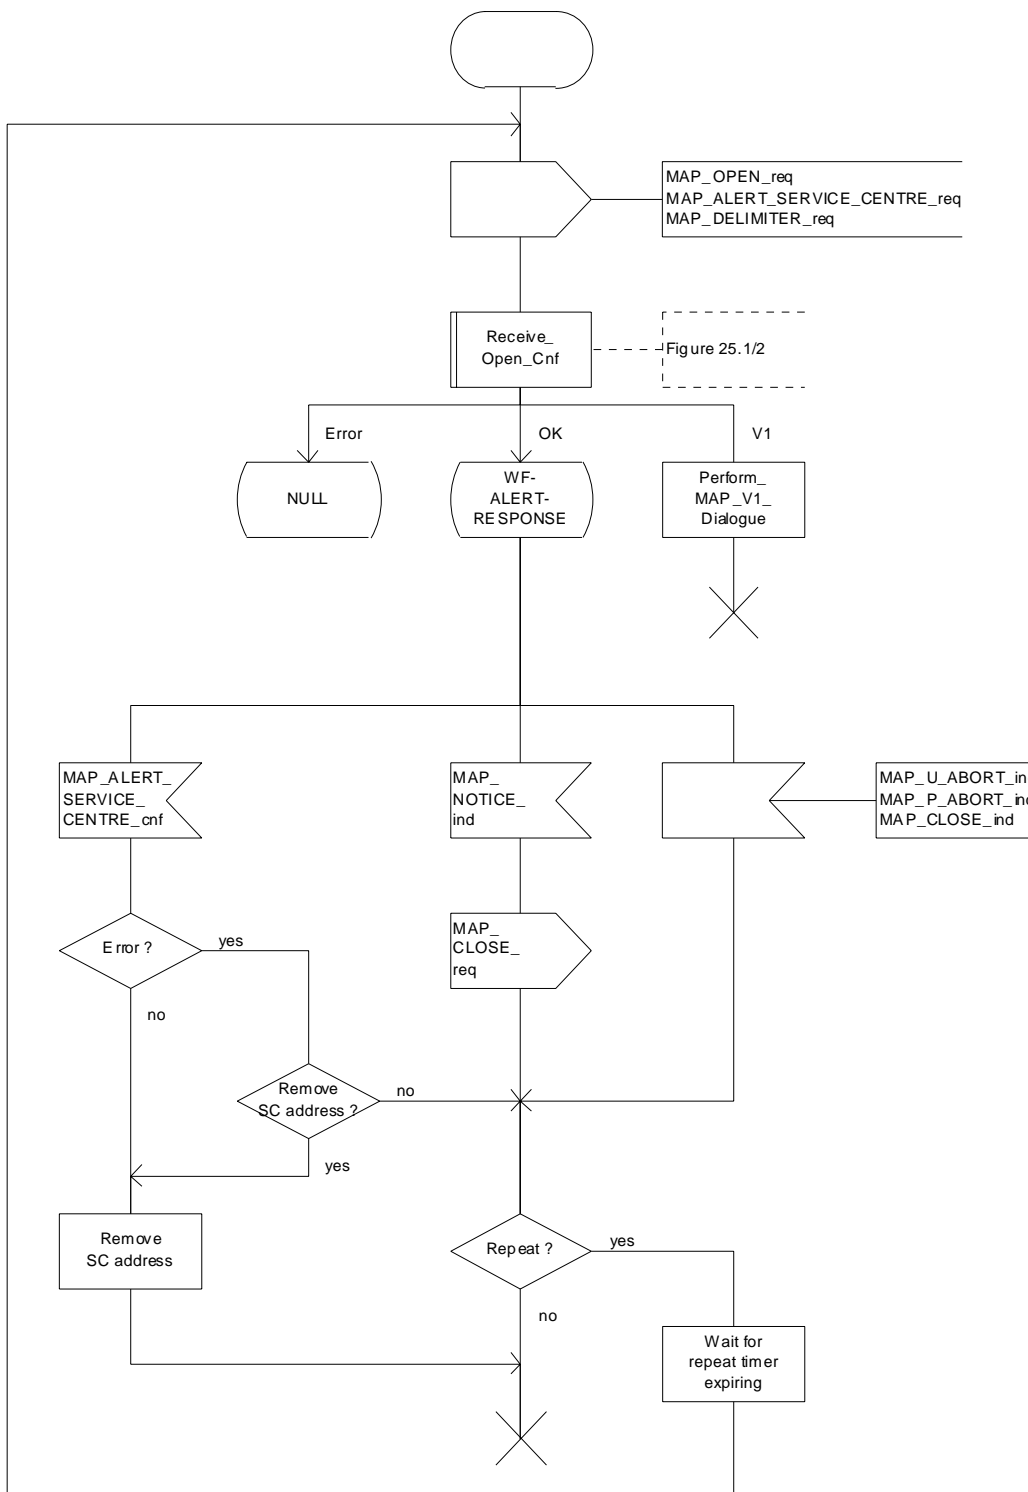 MAP_OPEN_req
MAP_ALERT_SERVICE_CENTRE_req
MAP_DELIMITER_req
Receive_
Open_Cnf
Figure 25.1/2
Error
OK
V1
NULL
WF-
ALERT-
RESPONSE
Perform_
MAP_V1_
Dialogue
MAP_ALERT_
SERVICE_
CENTRE_cnf
MAP_
NOTICE_
ind
MAP_U_ABORT_in
MAP_P_ABORT_ind
MAP_CLOSE_ind
Error ?
yes
no
MAP_
CLOSE_
req
Remove
SC address ?
no
yes
Remove
SC address
Repeat ?
yes
no
Wait for
repeat timer
expiring